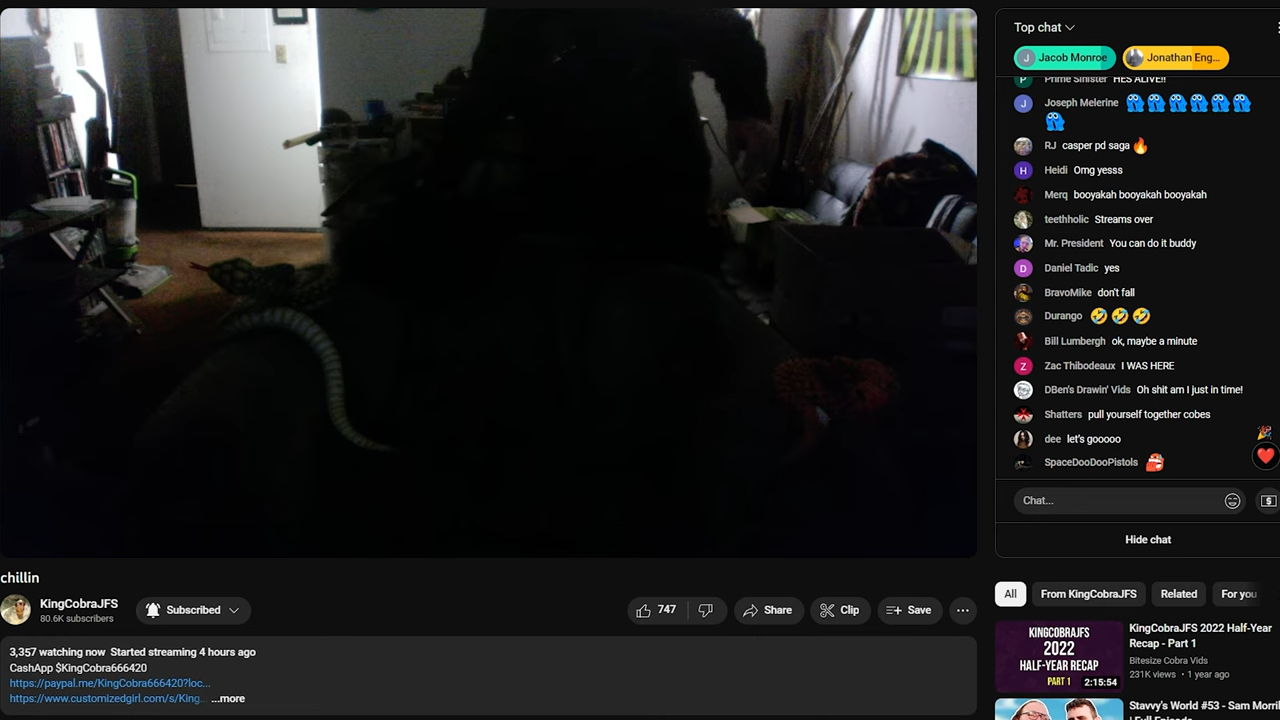 Top chat
Jacob Monroe
Jonathan Eng...
Prime Sinister HES ALIVE!!
J
Joseph Melerine
RJ casper pd saga
H
Heidi Omg yesss
Merq booyakah booyakah booyakah
teethholic Streams over
Mr. President You can do it buddy
D
Daniel Tadic yes
BravoMike don't fall
Durango
Bill Lumbergh ok, maybe a minute
Z
Zac Thibodeaux I WAS HERE
DBen's Drawin' Vids Oh shit am I just in time!
Shatters pull yourself together cobes
dee let's gooooo
SpaceDooDooPistols
Chat...
Hide chat
chillin
KingCobraJFS
80.6K subscribers
Subscribed
747
Share
Clip
Save
3,357 watching now Started streaming 4 hours ago
CashApp $KingCobra666420
https://paypal.me/KingCobra666420?loc...
https://www.customizedgirl.com/s/King... ...more
All
From KingCobraJFS
Related
For you
KINGCOBRAJFS
2022
HALF-YEAR RECAP
PART 1
2:15:54
KingCobraJFS 2022 Half-Year
Recap - Part 1
Bitesize Cobra Vids
231K views • 1 year ago
Stavvy's World #53 - Sam Morri